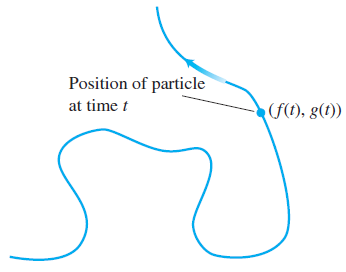 Position of particle
at time t
(f(t), g(t))